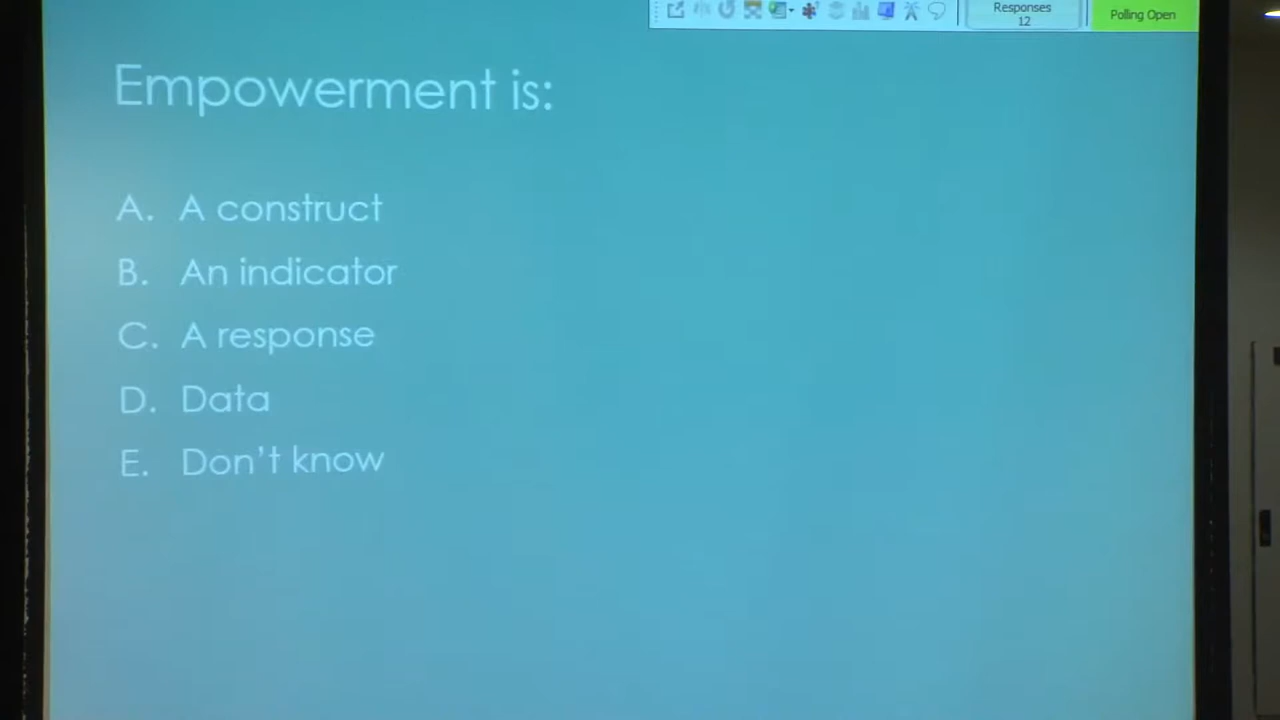 Responses
12
Polling Open
Empowerment is:
A. A construct
B. An indicator
C. A response
D. Data
E. Don't know